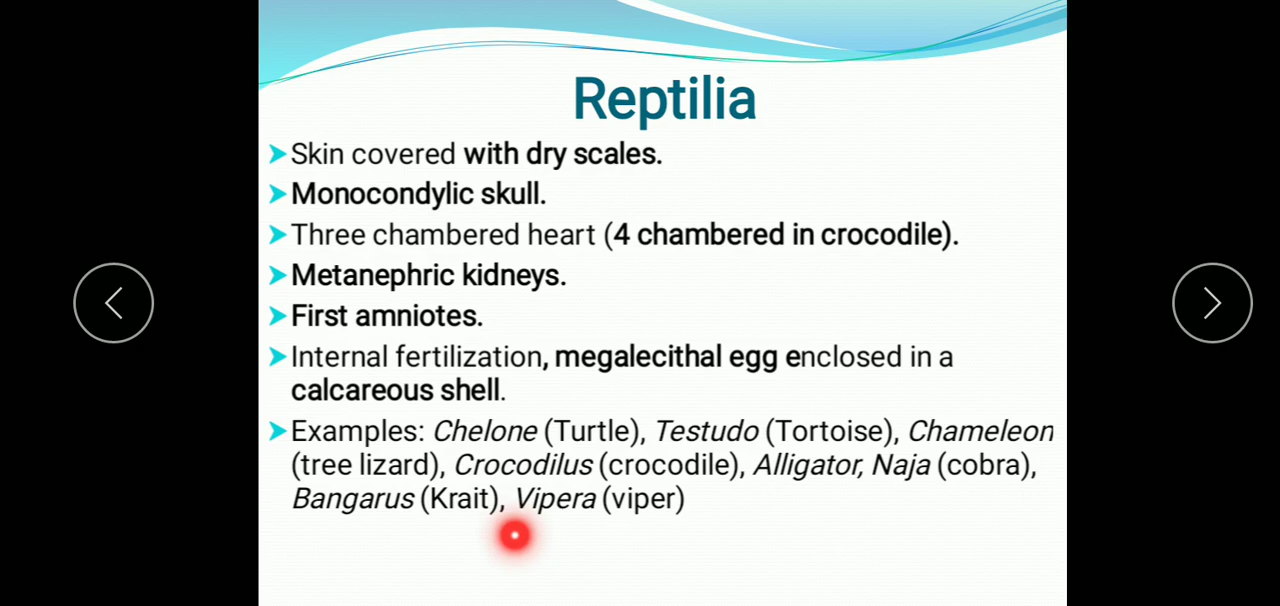 Reptilia
Skin covered with dry scales.
Monocondylic skull.
Three chambered heart (4 chambered in crocodile).
Metanephric kidneys.
First amniotes.
Internal fertilization, megalecithal egg enclosed in a
calcareous shell.
Examples: Chelone (Turtle), Testudo (Tortoise), Chameleon
(tree lizard), Crocodilus (crocodile), Alligator, Naja (cobra),
Bangarus (Krait), Vipera (viper)